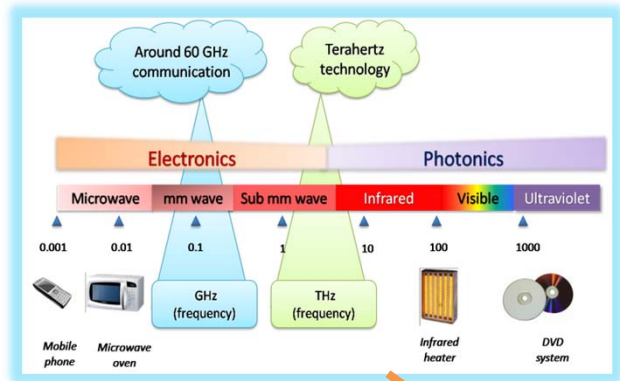 Around 60 GHz
communication
Terahertz
technology
Electronics
Photonics
Microwave
mm wave
Sub mm wave
Infrared
Visible
Ultraviolet
0.001
0.01
0.1
1
10
100
1000
GHz
(frequency)
THz
(frequency)
Mobile
phone
Microwave
oven
Infrared
heater
DVD
system